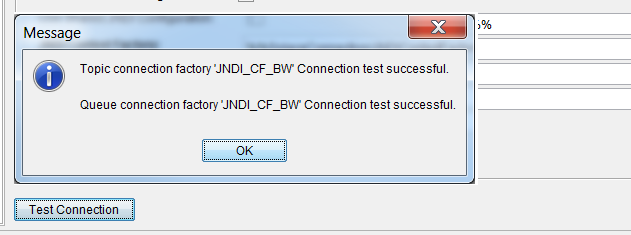 %%
Message
Topic connection factory 'JNDI_CF_BW' Connection test successful.
Queue connection factory 'JNDI_CF_BW' Connection test successful.
OK
Test Connection